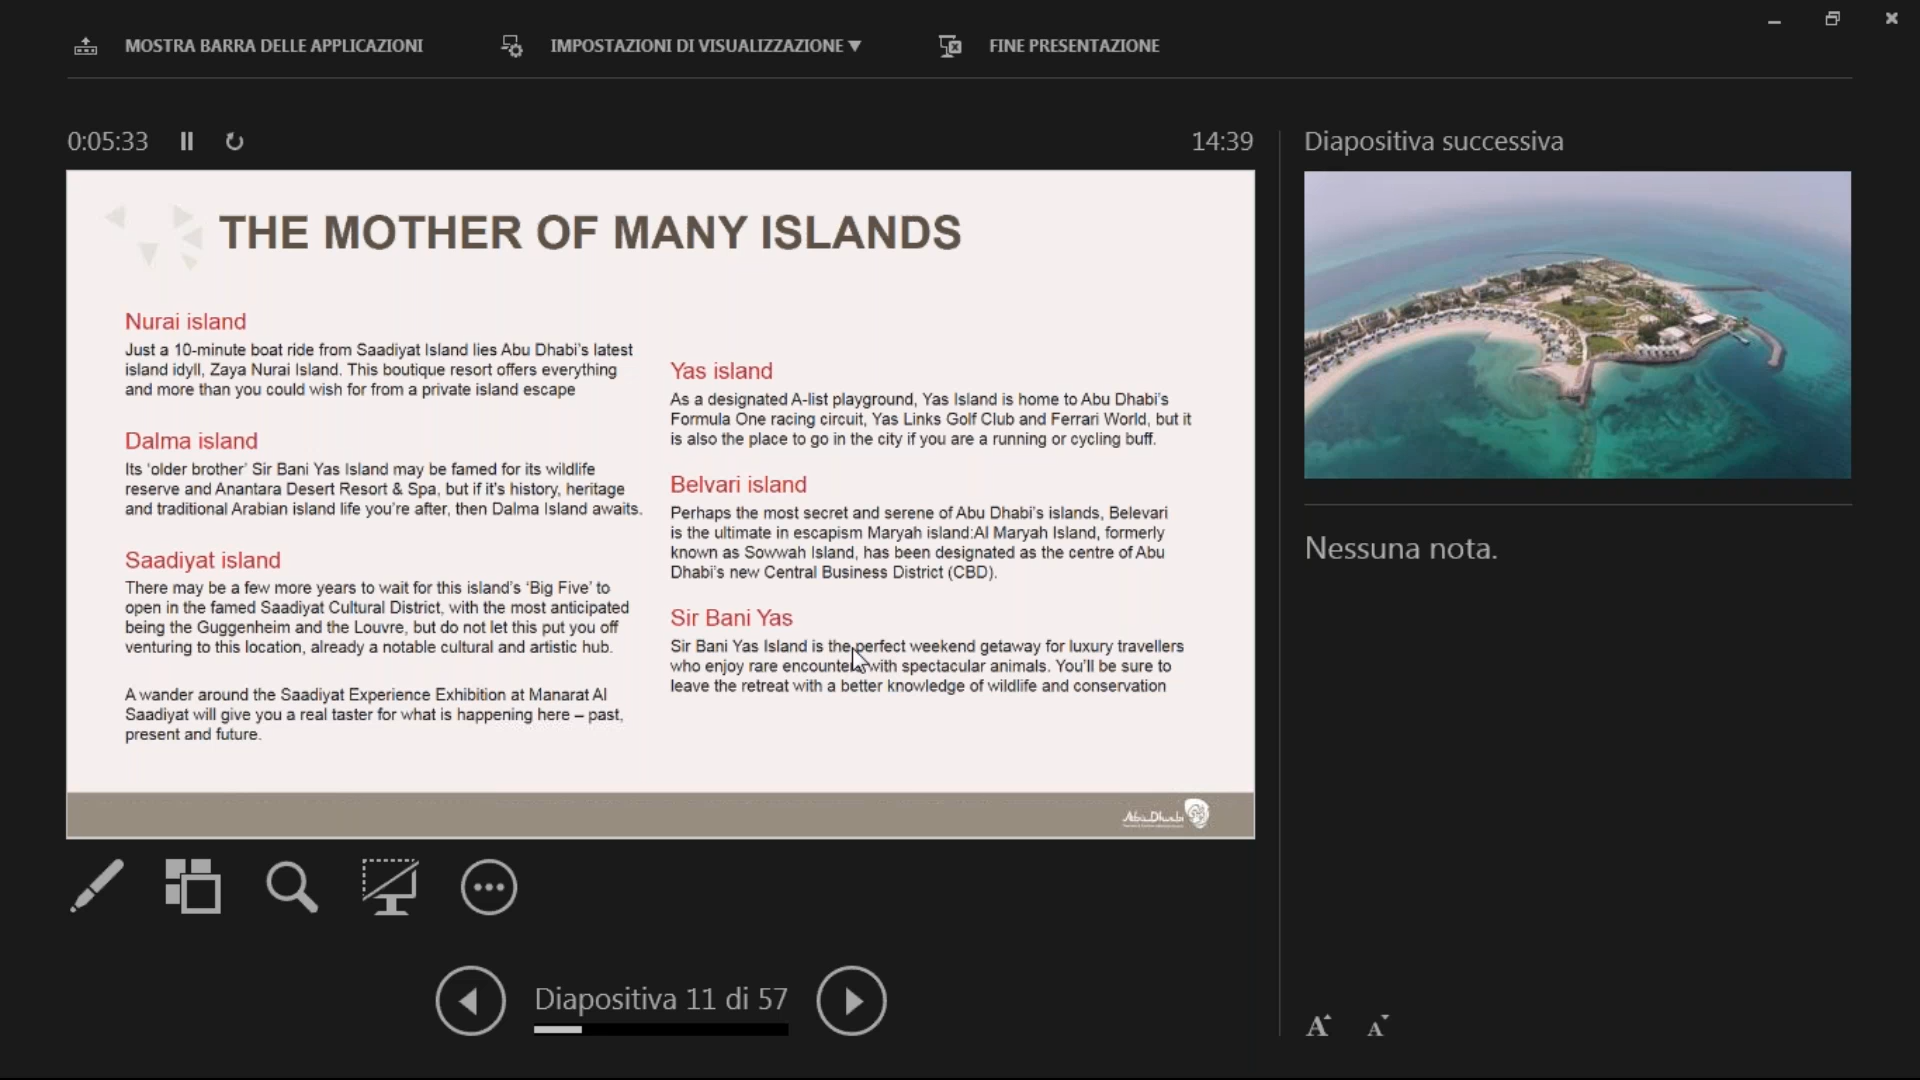 MOSTRA BARRA DELLE APPLICAZIONI
IMPOSTAZIONI DI VISUALIZZAZIONE ▼
FINE PRESENTAZIONE
0:05:33
14:39
THE MOTHER OF MANY ISLANDS
Nurai island
Just a 10-minute boat ride from Saadiyat Island lies Abu Dhabi's latest
island idyll, Zaya Nurai Island. This boutique resort offers everything
and more than you could wish for from a private island escape
Dalma island
Its 'older brother' Sir Bani Yas Island may be famed for its wildlife
reserve and Anantara Desert Resort & Spa, but if it's history, heritage
and traditional Arabian island life you're after, then Dalma Island awaits.
Saadiyat island
There may be a few more years to wait for this island's 'Big Five' to
open in the famed Saadiyat Cultural District, with the most anticipated
being the Guggenheim and the Louvre, but do not let this put you off
venturing to this location, already a notable cultural and artistic hub.
A wander around the Saadiyat Experience Exhibition at Manarat Al
Saadiyat will give you a real taster for what is happening here – past,
present and future.
Yas island
As a designated A-list playground, Yas Island is home to Abu Dhabi's
Formula One racing circuit, Yas Links Golf Club and Ferrari World, but it
is also the place to go in the city if you are a running or cycling buff.
Belvari island
Perhaps the most secret and serene of Abu Dhabi's islands, Belevari
is the ultimate in escapism Maryah island:Al Maryah Island, formerly
known as Sowwah Island, has been designated as the centre of Abu
Dhabi's new Central Business District (CBD).
Sir Bani Yas
Sir Bani Yas Island is the perfect weekend getaway for luxury travellers
who enjoy rare encounters with spectacular animals. You'll be sure to
leave the retreat with a better knowledge of wildlife and conservation
Abu Dhabi
Diapositiva 11 di 57
Diapositiva successiva
Nessuna nota.
A A